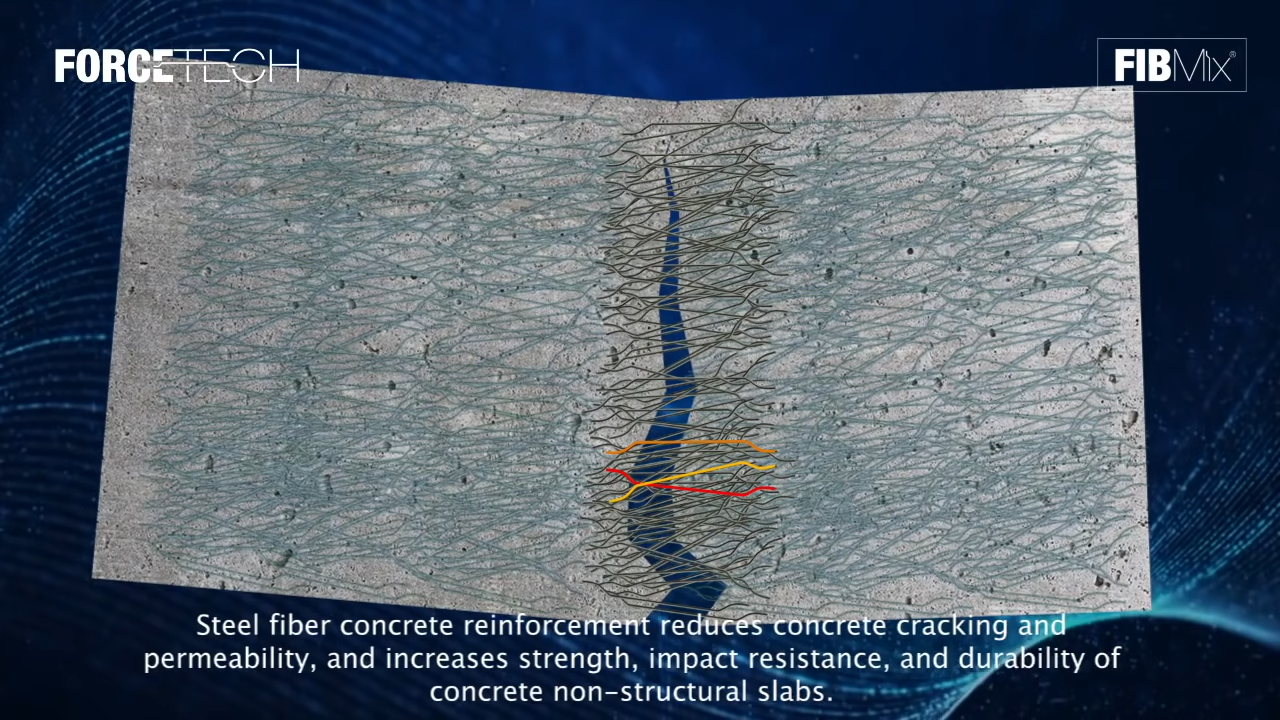 FORCETECH
FIBMix®
Steel fiber concrete reinforcement reduces concrete cracking and
permeability, and increases strength, impact resistance, and durability of
concrete non-structural slabs.